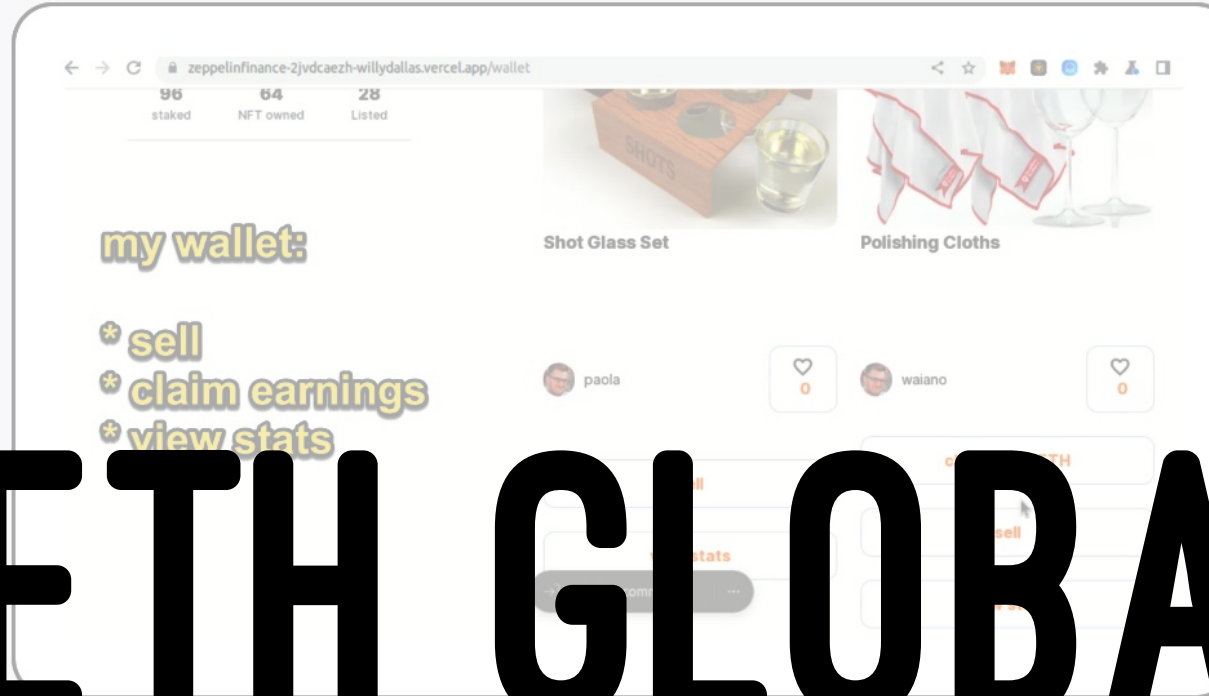 zeppelinfinance-2jvdcaezh-willydallas.vercel.app/wallet
96 64 28
staked NFT owned Listed
SHOTS
Shot Glass Set Polishing Cloths
my wallet:
* sell
* claim earnings
* view stats
paola 0 waiano 0
stats
sell
ETH GLOBA